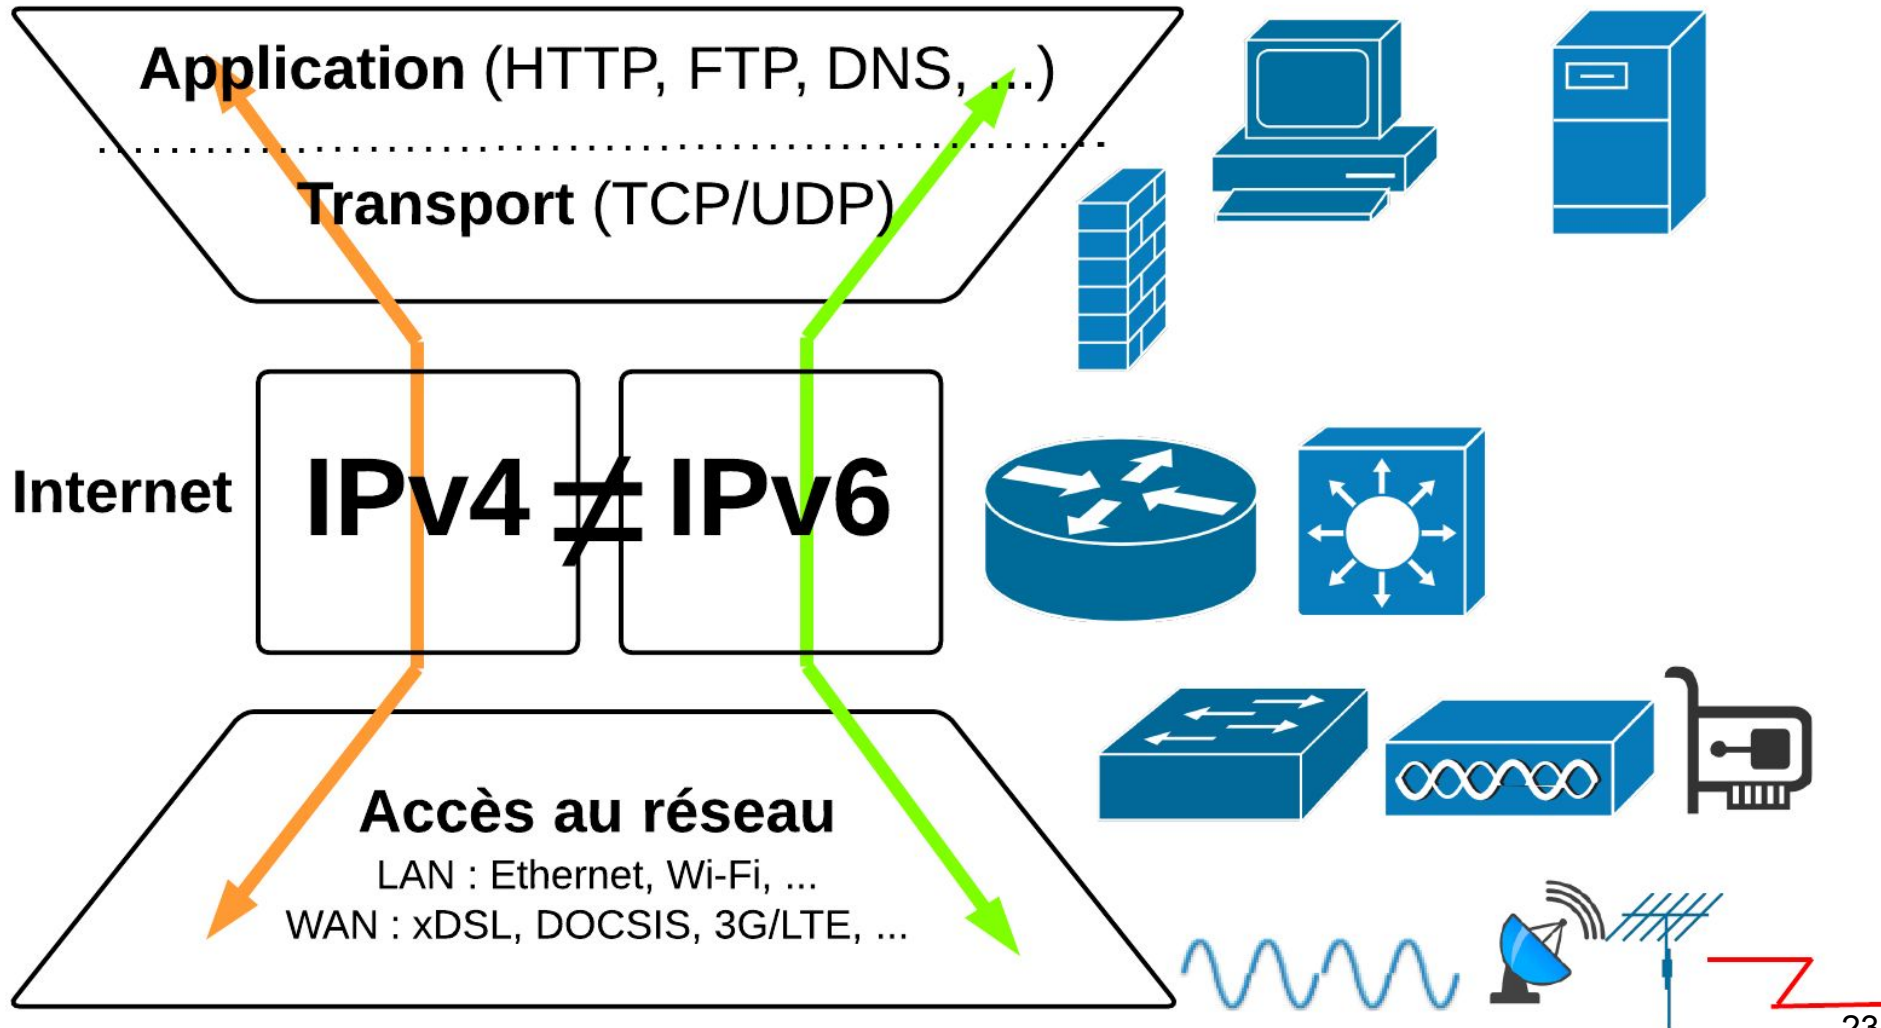 Application (HTTP, FTP, DNS, ...)
Transport (TCP/UDP)
Internet
IPv4 ≠ IPv6
Accès au réseau
LAN : Ethernet, Wi-Fi, ...
WAN : xDSL, DOCSIS, 3G/LTE, ...
23